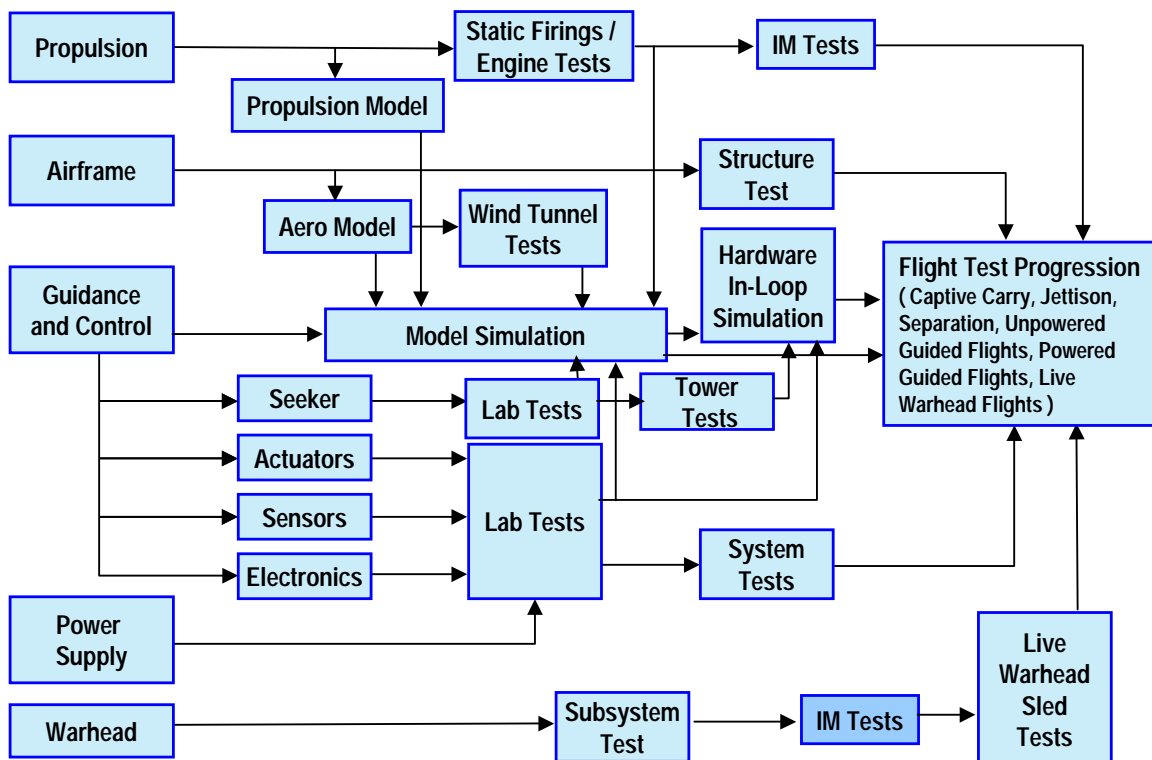 Propulsion
Static Firings /
Engine Tests
IM Tests
Propulsion Model
Airframe
Structure
Test
Aero Model
Wind Tunnel
Tests
Hardware
In-Loop
Simulation
Flight Test Progression
( Captive Carry, Jettison,
Separation, Unpowered
Guided Flights, Powered
Guided Flights, Live
Warhead Flights )
Guidance
and Control
Model Simulation
Seeker
Lab Tests
Tower
Tests
Actuators
Sensors
Lab Tests
Electronics
System
Tests
Power
Supply
Live
Warhead
Sled
Tests
Warhead
Subsystem
Test
IM Tests